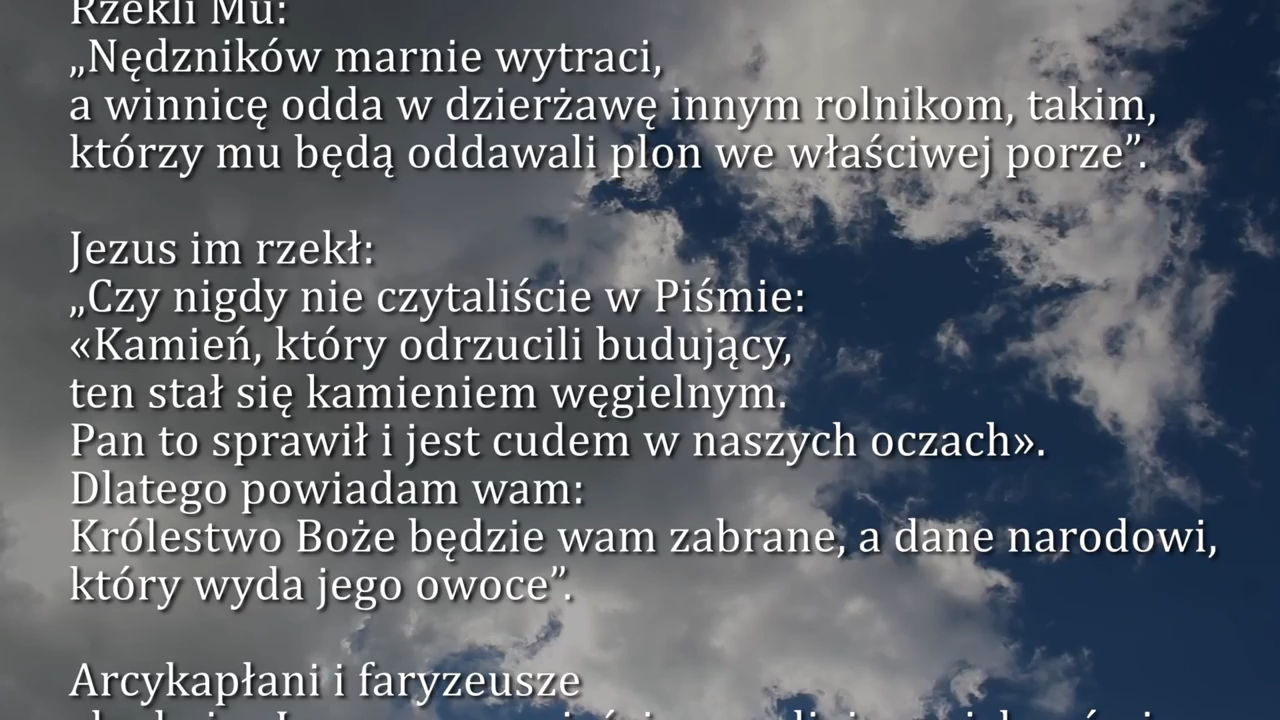 Rzekli Mu:
„Nędzników marnie wytraci,
a winnicę odda w dzierżawę innym rolnikom, takim,
którzy mu będą oddawali plon we właściwej porze”.
Jezus im rzekł:
„Czy nigdy nie czytaliście w Piśmie:
«Kamień, który odrzucili budujący,
ten stał się kamieniem węgielnym.
Pan to sprawił i jest cudem w naszych oczach».
Dlatego powiadam wam:
Królestwo Boże będzie wam zabrane, a dane narodowi,
który wyda jego owoce”.
Arcykapłani i faryzeusze